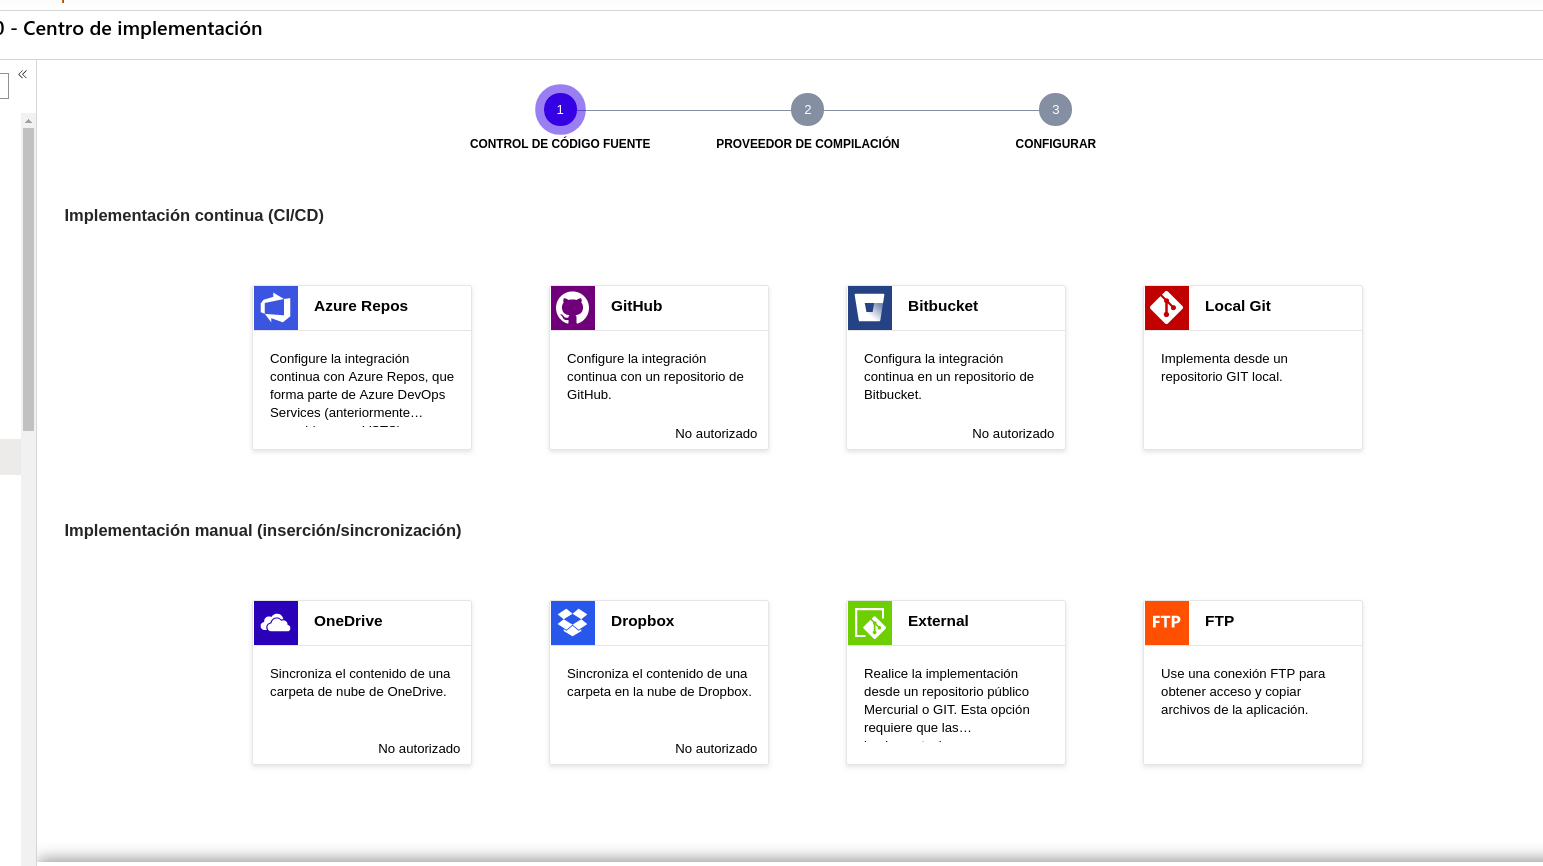 - Centro de implementación
«
1
2
3
CONTROL DE CÓDIGO FUENTE
PROVEEDOR DE COMPILACIÓN
CONFIGURAR
Implementación continua (CI/CD)
Azure Repos
Configure la integración
continua con Azure Repos, que
forma parte de Azure DevOps
Services (anteriormente…
GitHub
Configure la integración
continua con un repositorio de
GitHub.
No autorizado
Bitbucket
Configura la integración
continua en un repositorio de
Bitbucket.
No autorizado
Local Git
Implementa desde un
repositorio GIT local.
Implementación manual (inserción/sincronización)
OneDrive
Sincroniza el contenido de una
carpeta de nube de OneDrive.
No autorizado
Dropbox
Sincroniza el contenido de una
carpeta en la nube de Dropbox.
No autorizado
External
Realice la implementación
desde un repositorio público
Mercurial o GIT. Esta opción
requiere que las…
FTP
FTP
Use una conexión FTP para
obtener acceso y copiar
archivos de la aplicación.